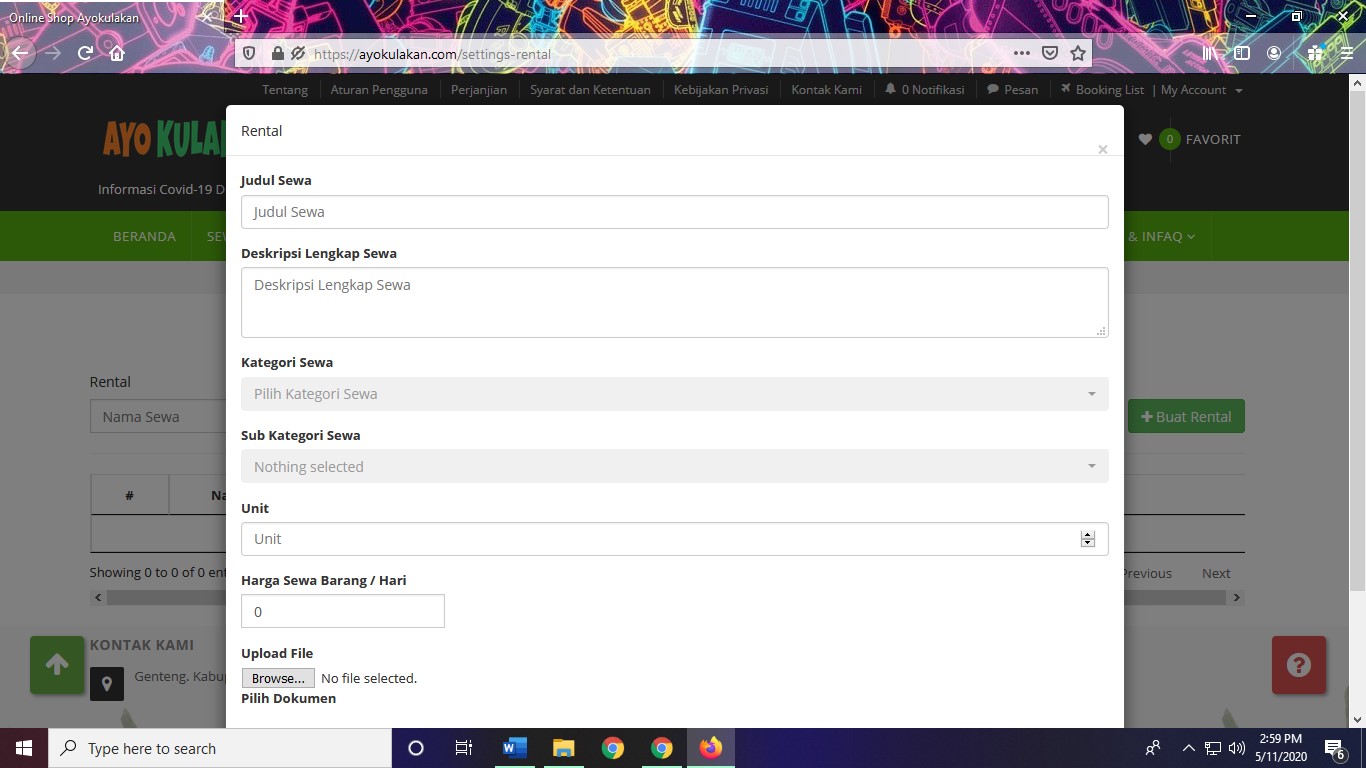 Online Shop Ayokulakan
https://ayokulakan.com/settings-rental
Tentang Aturan Pengguna Perjanjian Syarat dan Ketentuan Kebijakan Privasi Kontak Kami 0 Notifikasi Pesan Booking List | My Account
AYO
0 FAVORIT
Informasi Covid-19
BERANDA
& INFAQ
Rental
×
Judul Sewa
Judul Sewa
Deskripsi Lengkap Sewa
Deskripsi Lengkap Sewa
Kategori Sewa
Pilih Kategori Sewa
Sub Kategori Sewa
Nothing selected
Unit
Unit
Harga Sewa Barang / Hari
0
Upload File
Browse... No file selected.
Pilih Dokumen
Rental
Nama Sewa
Buat Rental
#
Showing 0 to 0 of 0
Previous Next
KONTAK KAMI
Genteng.
Type here to search
2:59 PM
5/11/2020
6